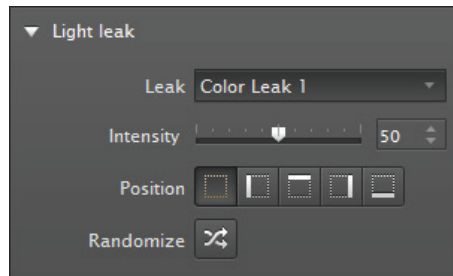 Light leak
Leak Color Leak 1
Intensity 50
Position
Randomize